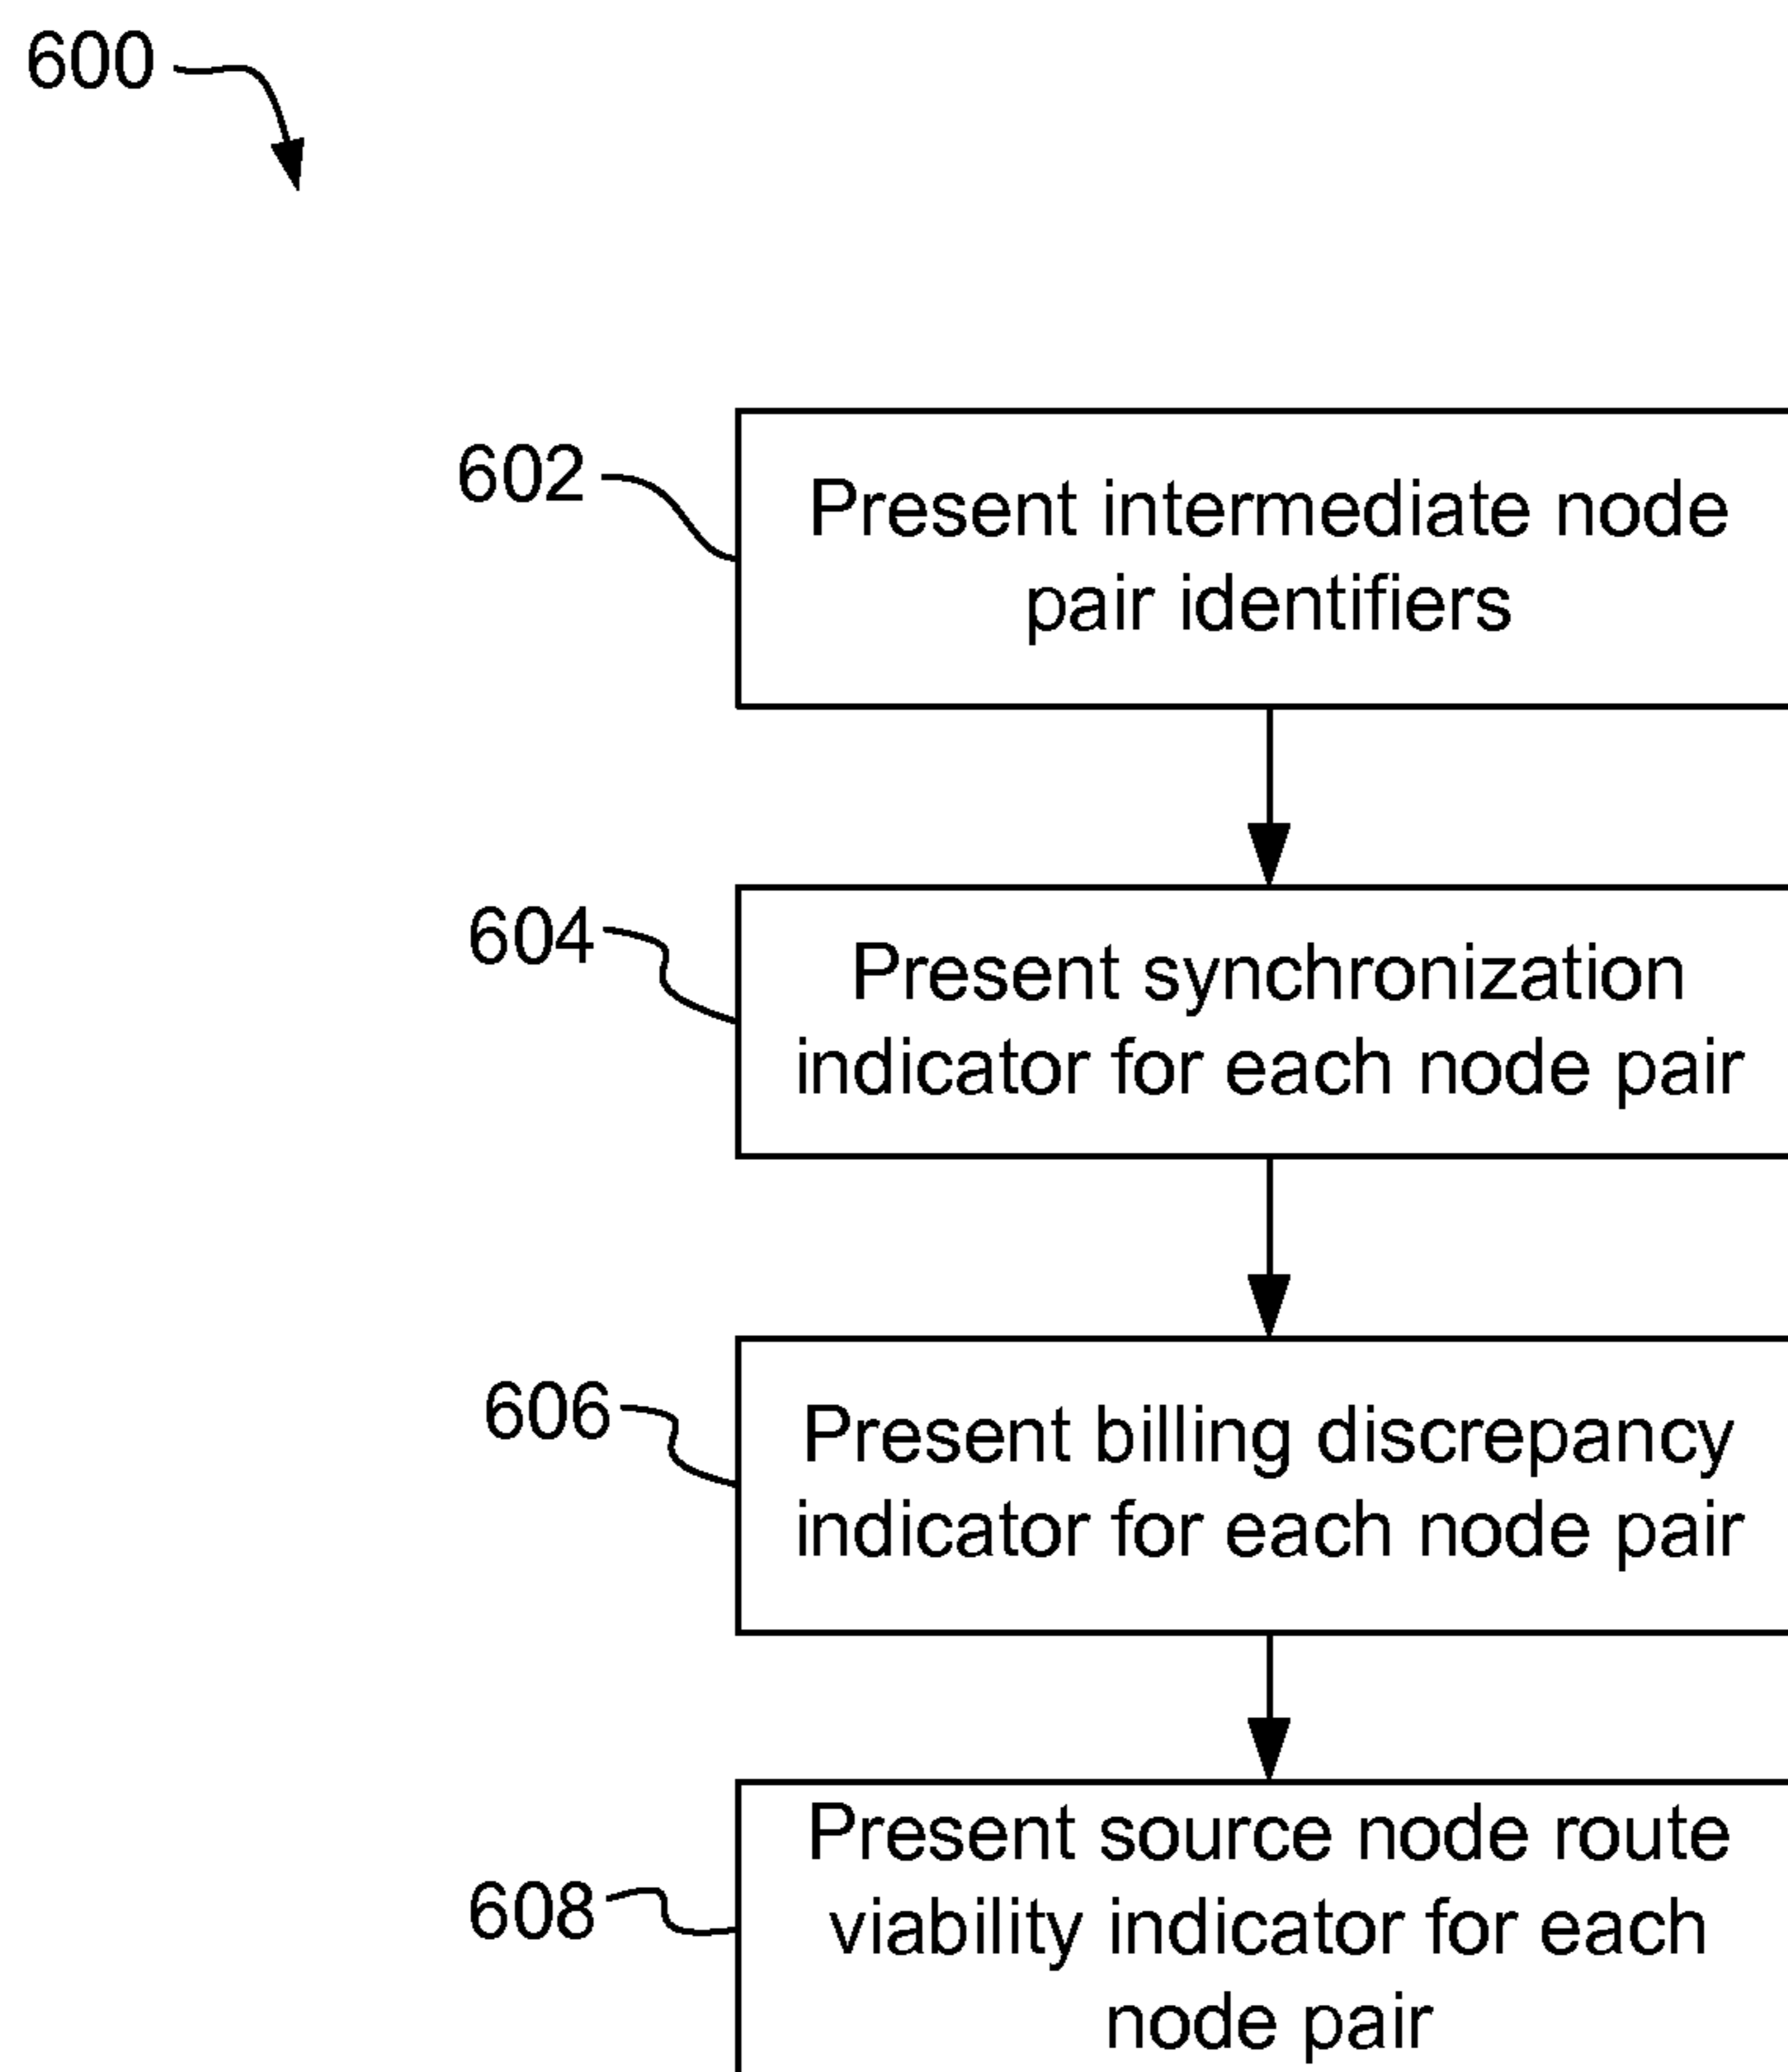 600
602
Present intermediate node
pair identifiers
604
Present synchronization
indicator for each node pair
606
Present billing discrepancy
indicator for each node pair
608
Present source node route
viability indicator for each
node pair